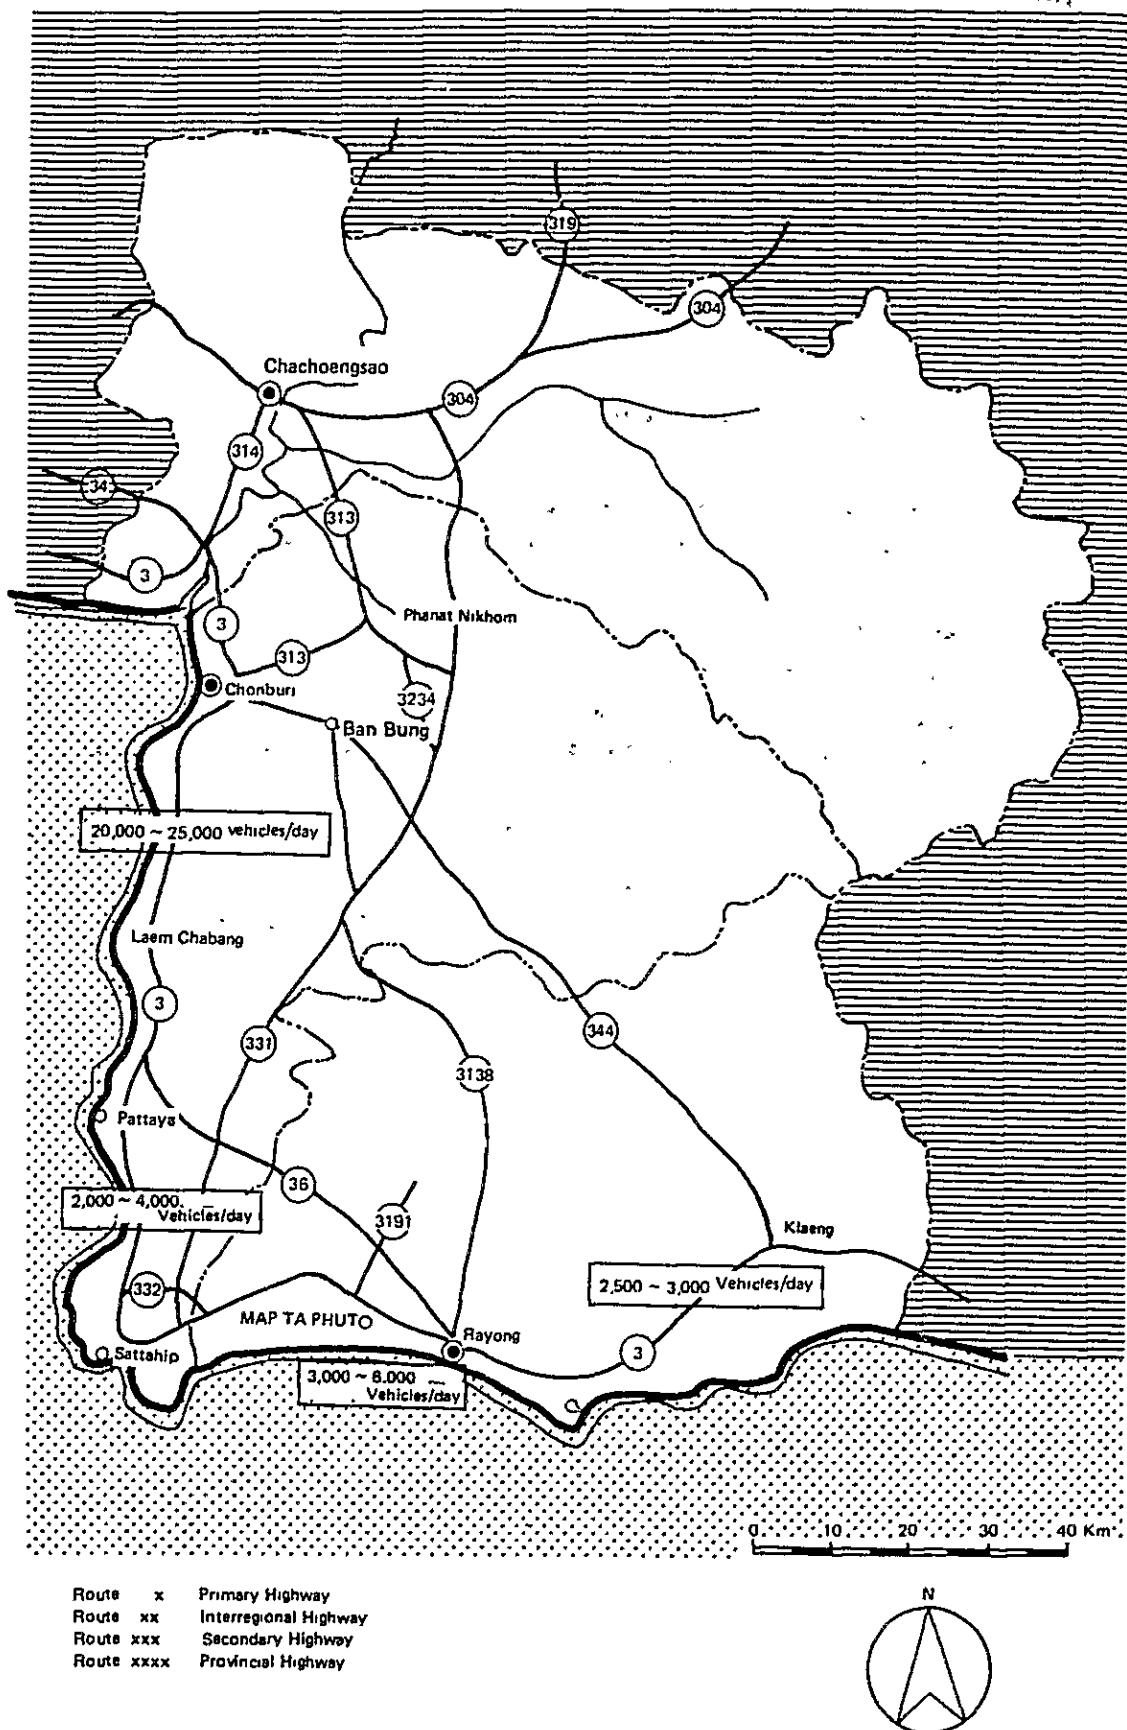 319
304
Chachoengsao
304
314
34
313
3
Phanat Nikhom
3
313
Chonburi
3234
Ban Bung
20,000 ~ 25,000 vehicles/day
Laem Chabang
3
344
331
3138
Pattaya
36
2,000 ~ 4,000
Vehicles/day
3191
Klaeng
332
2,500 ~ 3,000 Vehicles/day
MAP TA PHUT
Rayong
Sattahip
3
3,000 ~ 6.000
Vehicles/day
0 10 20 30 40 Km
Route x Primary Highway
Route xx Interregional Highway
Route xxx Secondary Highway
Route xxxx Provincial Highway
N